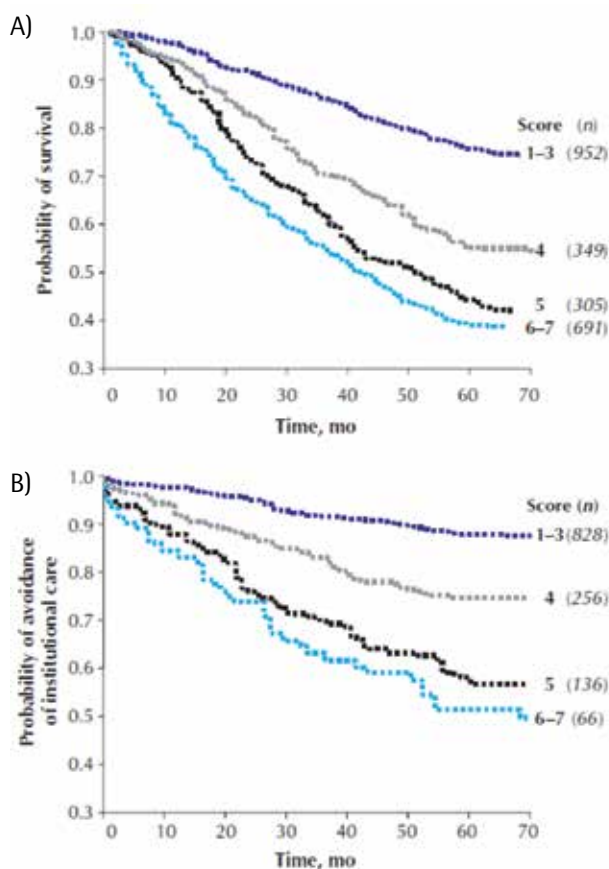 A)
Probability of survival
1.0
0.9
0.8
0.7
0.6
0.5
0.4
0.3
Score (n)
1–3 (952)
4 (349)
5 (305)
6–7 (691)
0 10 20 30 40 50 60 70
Time, mo
B)
Probability of avoidance
of institutional care
1.0
0.9
0.8
0.7
0.6
0.5
0.4
0.3
Score (n)
1–3 (828)
4 (256)
5 (136)
6–7 (66)
0 10 20 30 40 50 60 70
Time, mo